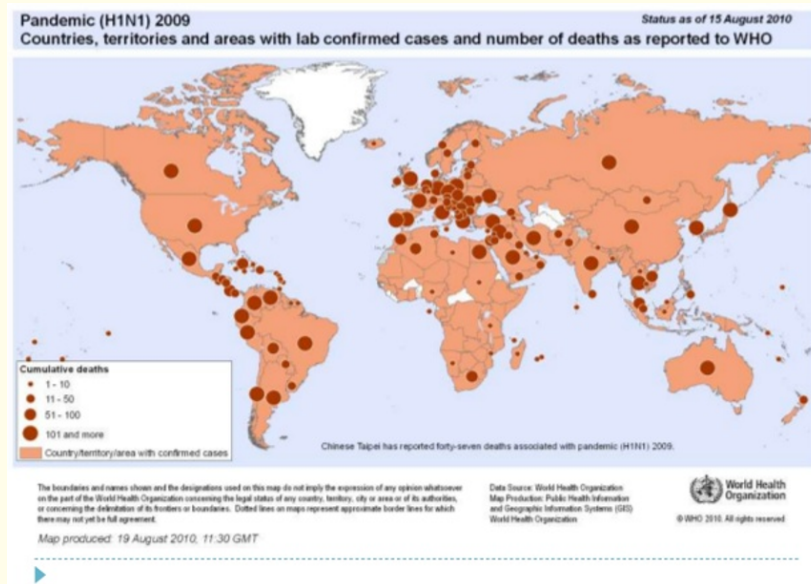 Pandemic (H1N1) 2009
Status as of 15 August 2010
Countries, territories and areas with lab confirmed cases and number of deaths as reported to WHO
Cumulative deaths
1 - 10
11 - 50
51 - 100
101 and more
Country/territory/area with confirmed cases
Chinese Taipei has reported forty-seven deaths associated with pandemic (H1N1) 2009.
The boundaries and names shown and the designations used on this map do not imply the expression of any opinion whatsoever
on the part of the World Health Organization concerning the legal status of any country, territory, city or area or of its authorities,
or concerning the delimitation of its frontiers or boundaries. Dotted lines on maps represent approximate border lines for which
there may not yet be full agreement.
Data Source: World Health Organization
Map Production: Public Health Information
and Geographic Information Systems (GIS)
World Health Organization
World Health
Organization
© WHO 2010. All rights reserved
Map produced: 19 August 2010, 11:30 GMT